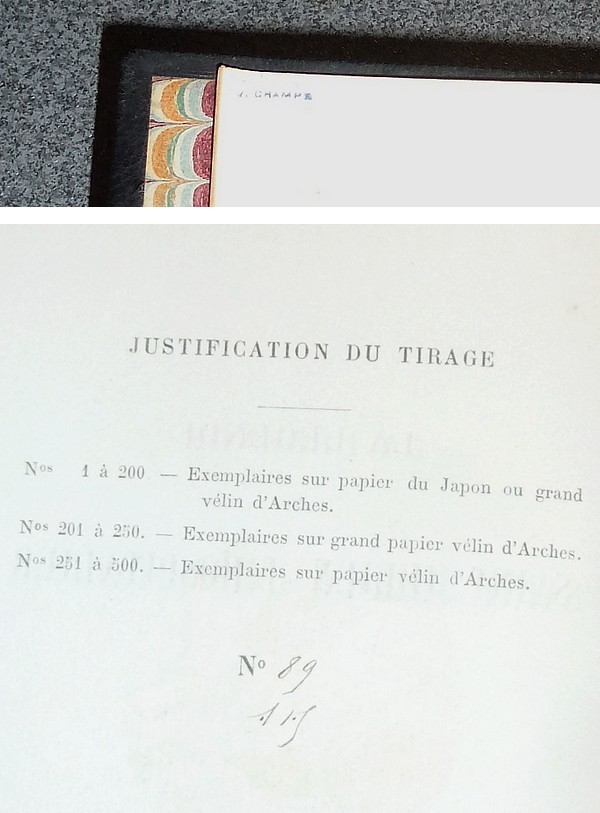 V. CHAMPS
JUSTIFICATION DU TIRAGE
Nos 1 à 200 — Exemplaires sur papier du Japon ou grand
vélin d'Arches.
Nos 201 à 250. — Exemplaires sur grand papier vélin d'Arches.
Nos 251 à 500. — Exemplaires sur papier vélin d'Arches.
No 89
115